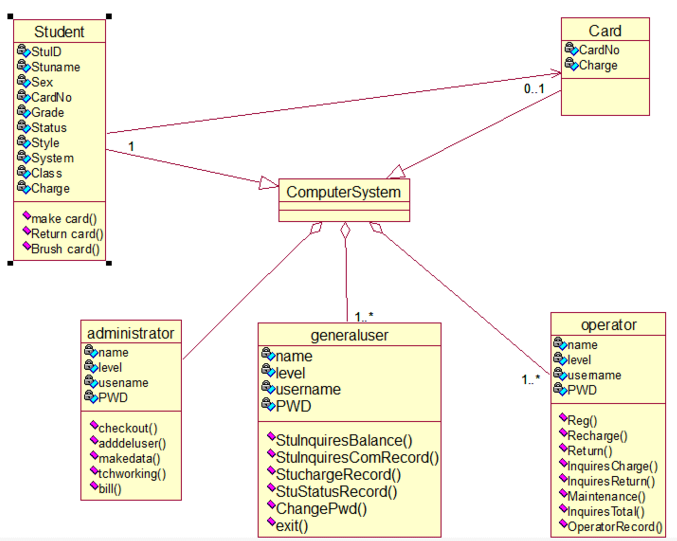 Student
StuID
Stuname
Sex
CardNo
Grade
Status
Style
System
Class
Charge
make card()
Return card()
Brush card()
Card
CardNo
Charge
0..1
1
ComputerSystem
administrator
name
level
usename
PWD
checkout()
adddeluser()
makedata()
tchworking()
bill()
1..*
generaluser
name
level
username
PWD
StuInquiresBalance()
StuInquiresComRecord()
StuchargeRecord()
StuStatusRecord()
ChangePwd()
exit()
1..*
operator
name
level
username
PWD
Reg()
Recharge()
Return()
InquiresCharge()
InquiresReturn()
Maintenance()
InquiresTotal()
OperatorRecord()